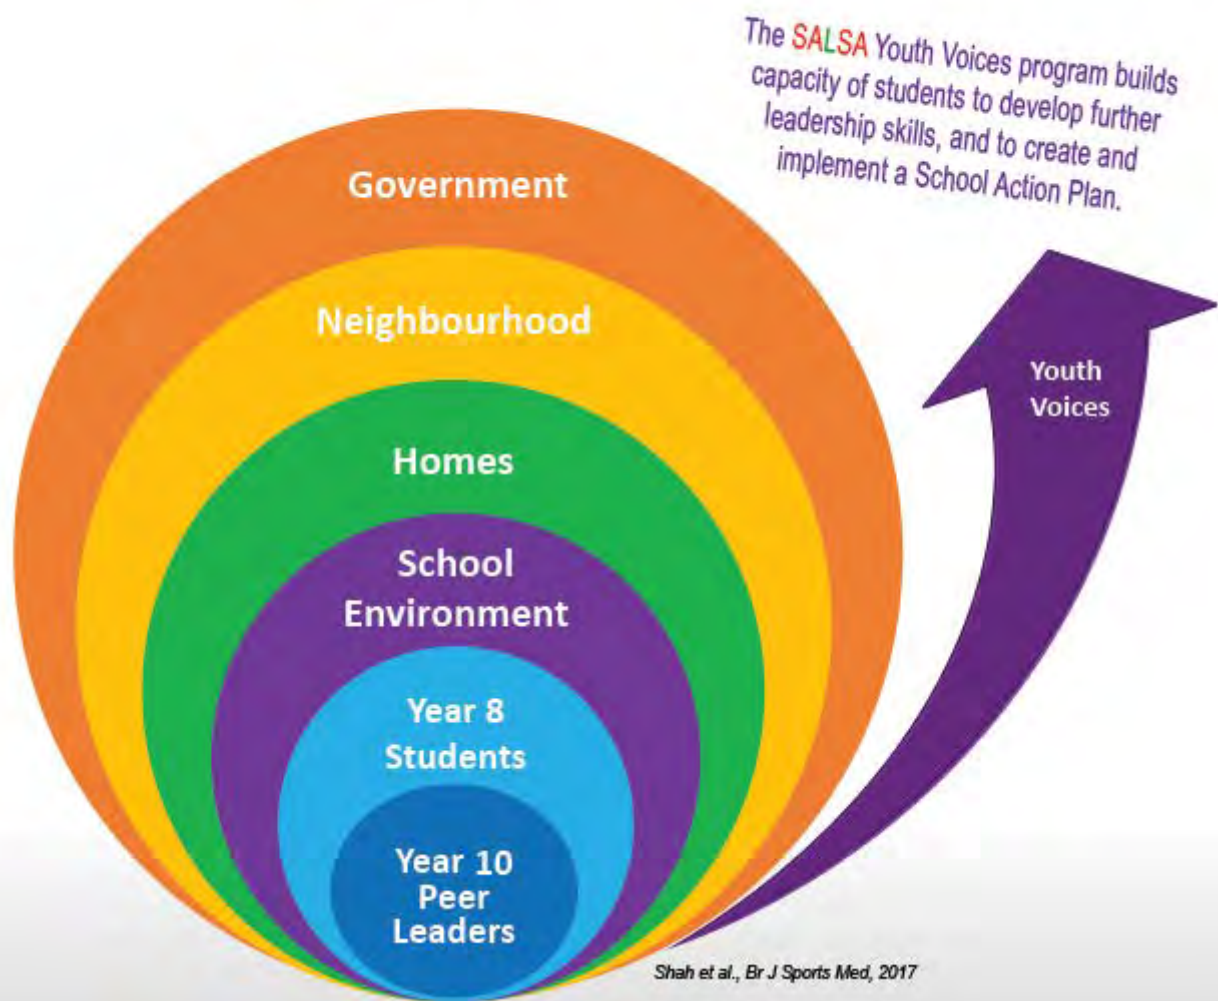 The SALSA Youth Voices program builds
capacity of students to develop further
leadership skills, and to create and
implement a School Action Plan.
Government
Neighbourhood
Homes
School
Environment
Year 8
Students
Year 10
Peer
Leaders
Youth
Voices
Shah et al., Br J Sports Med, 2017